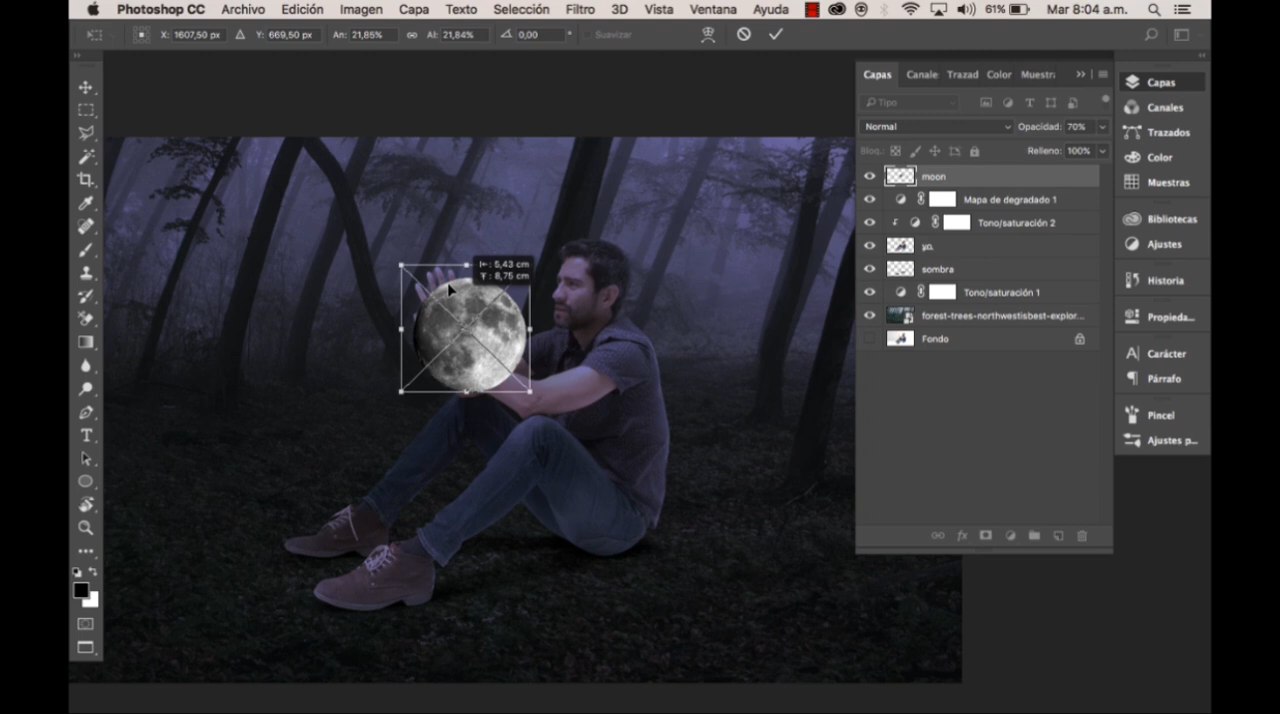 Photoshop CC Archivo Edición Imagen Capa Texto Selección Filtro 3D Vista Ventana Ayuda 61% Mar 8:04 a.m.
X: 1607,50 px Y: 669,50 px An: 21,85% Al: 21,84% 0,00 ° Suavizar
Capas Canale Trazad Color Muestra
Tipo
Normal Opacidad: 70%
Bloq.: Relleno: 100%
moon
Mapa de degradado 1
Tono/saturación 2
sombra
Tono/saturación 1
forest-trees-northwestisbest-explor...
Fondo
5,43 cm
8,75 cm
Capas
Canales
Trazados
Color
Muestras
Bibliotecas
Ajustes
Historia
Propieda...
Carácter
Párrafo
Pincel
Ajustes p...